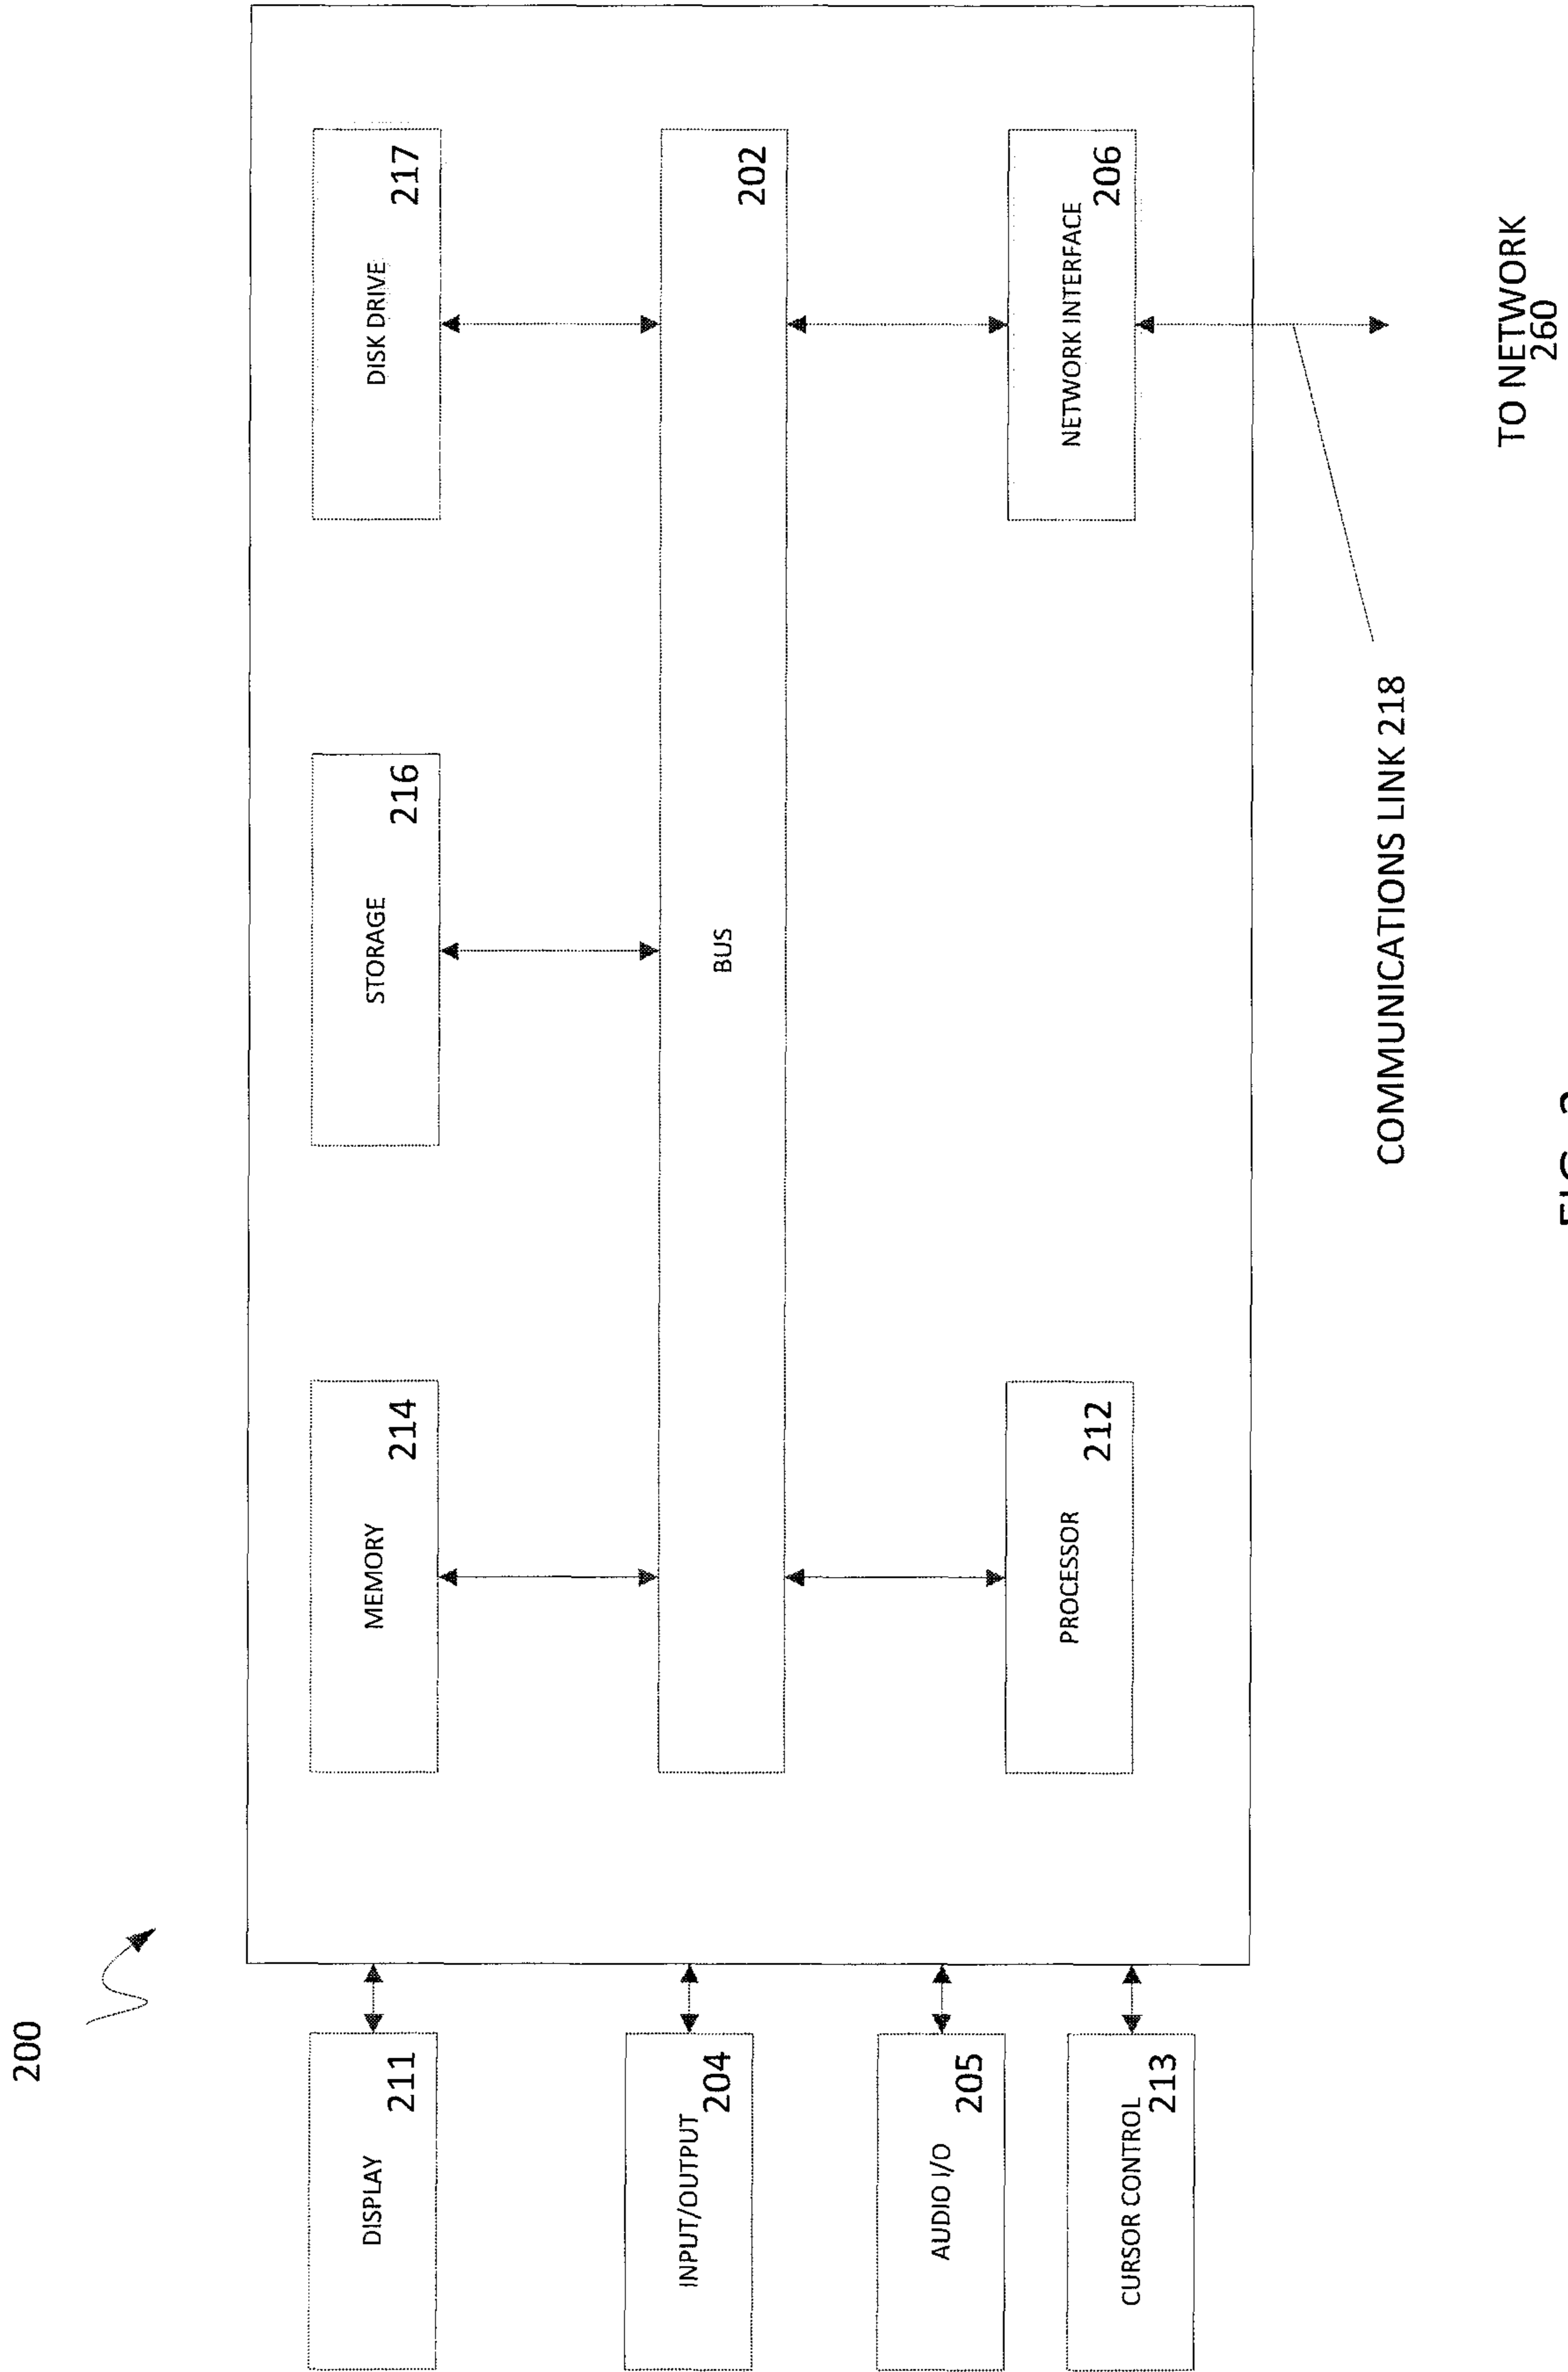 200
DISPLAY
211
MEMORY
214
STORAGE
216
DISK DRIVE
217
INPUT/OUTPUT
204
BUS
202
AUDIO I/O
205
CURSOR CONTROL
213
PROCESSOR
212
NETWORK INTERFACE
206
COMMUNICATIONS LINK 218
TO NETWORK
260